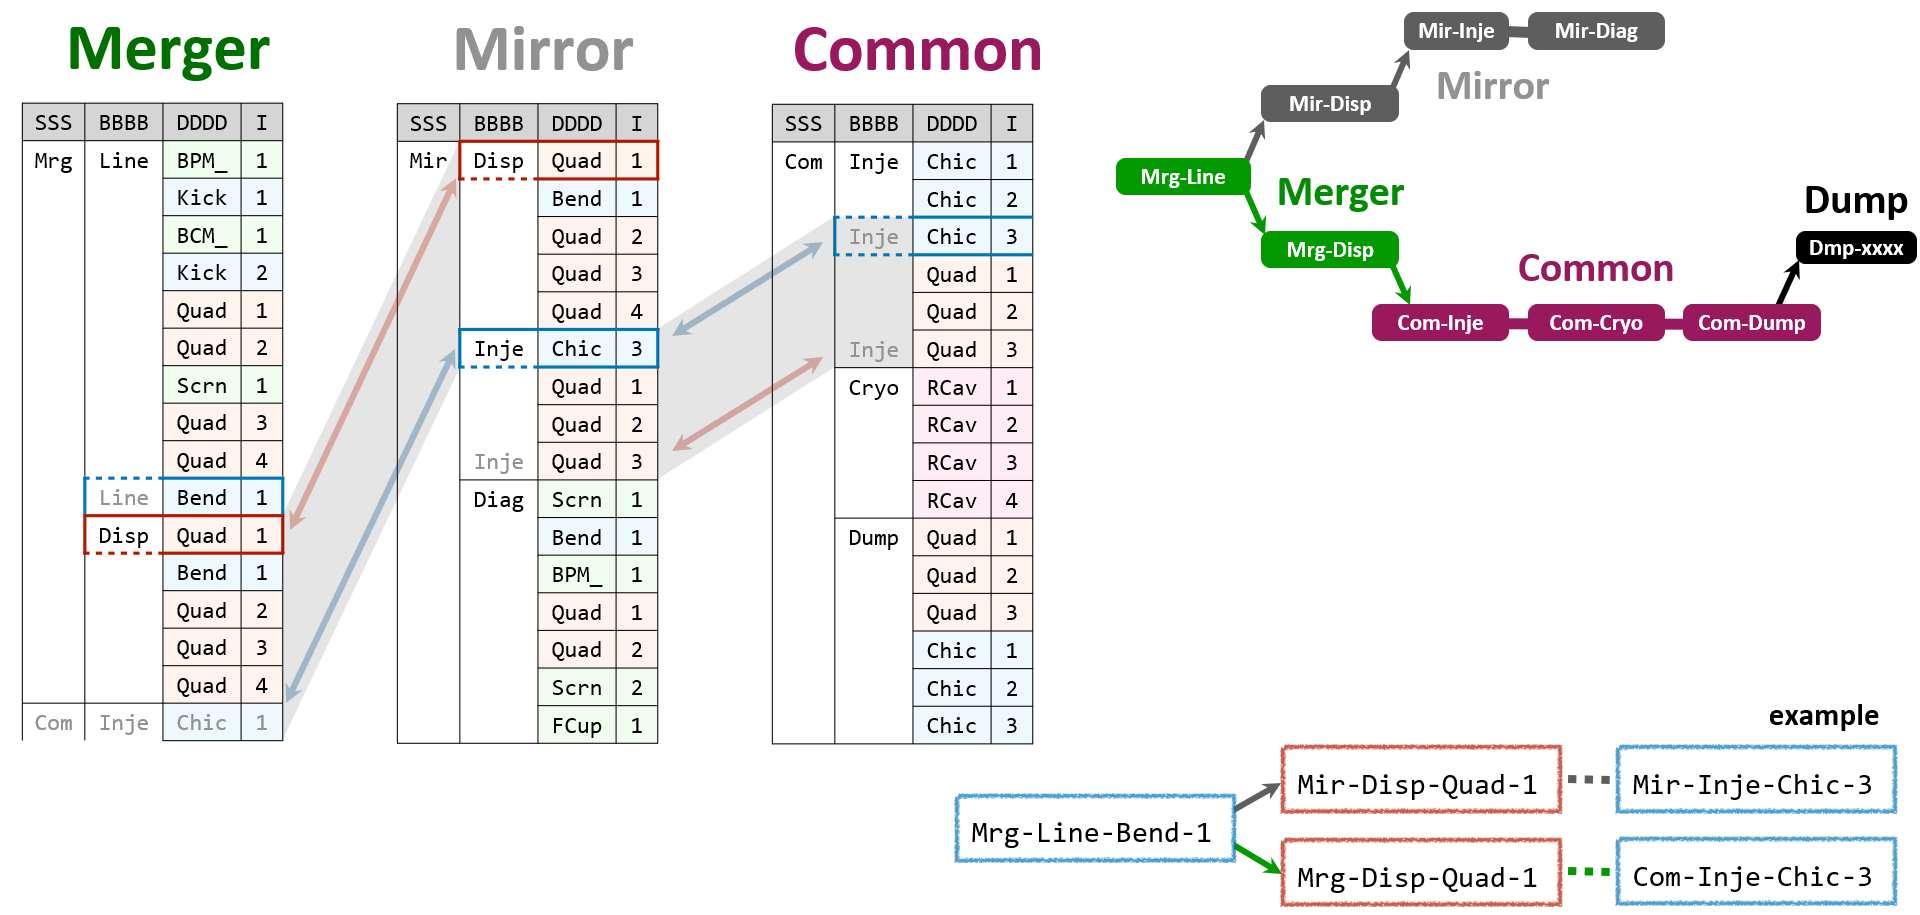 Merger
SSS BBBB DDDD I
Mrg Line BPM_ 1
Kick 1
BCM_ 1
Kick 2
Quad 1
Quad 2
Scrn 1
Quad 3
Quad 4
Line Bend 1
Disp Quad 1
Bend 1
Quad 2
Quad 3
Quad 4
Com Inje Chic 1
Mirror
SSS BBBB DDDD I
Mir Disp Quad 1
Bend 1
Quad 2
Quad 3
Quad 4
Inje Chic 3
Quad 1
Quad 2
Inje Quad 3
Diag Scrn 1
Bend 1
BPM_ 1
Quad 1
Quad 2
Scrn 2
FCup 1
Common
SSS BBBB DDDD I
Com Inje Chic 1
Chic 2
Inje Chic 3
Quad 1
Quad 2
Inje Quad 3
Cryo RCav 1
RCav 2
RCav 3
RCav 4
Dump Quad 1
Quad 2
Quad 3
Chic 1
Chic 2
Chic 3
Mir-Inje Mir-Diag
Mirror
Mir-Disp
Mrg-Line
Merger
Mrg-Disp
Dump
Dmp-xxxx
Common
Com-Inje Com-Cryo Com-Dump
example
Mir-Disp-Quad-1 Mir-Inje-Chic-3
Mrg-Line-Bend-1
Mrg-Disp-Quad-1 Com-Inje-Chic-3